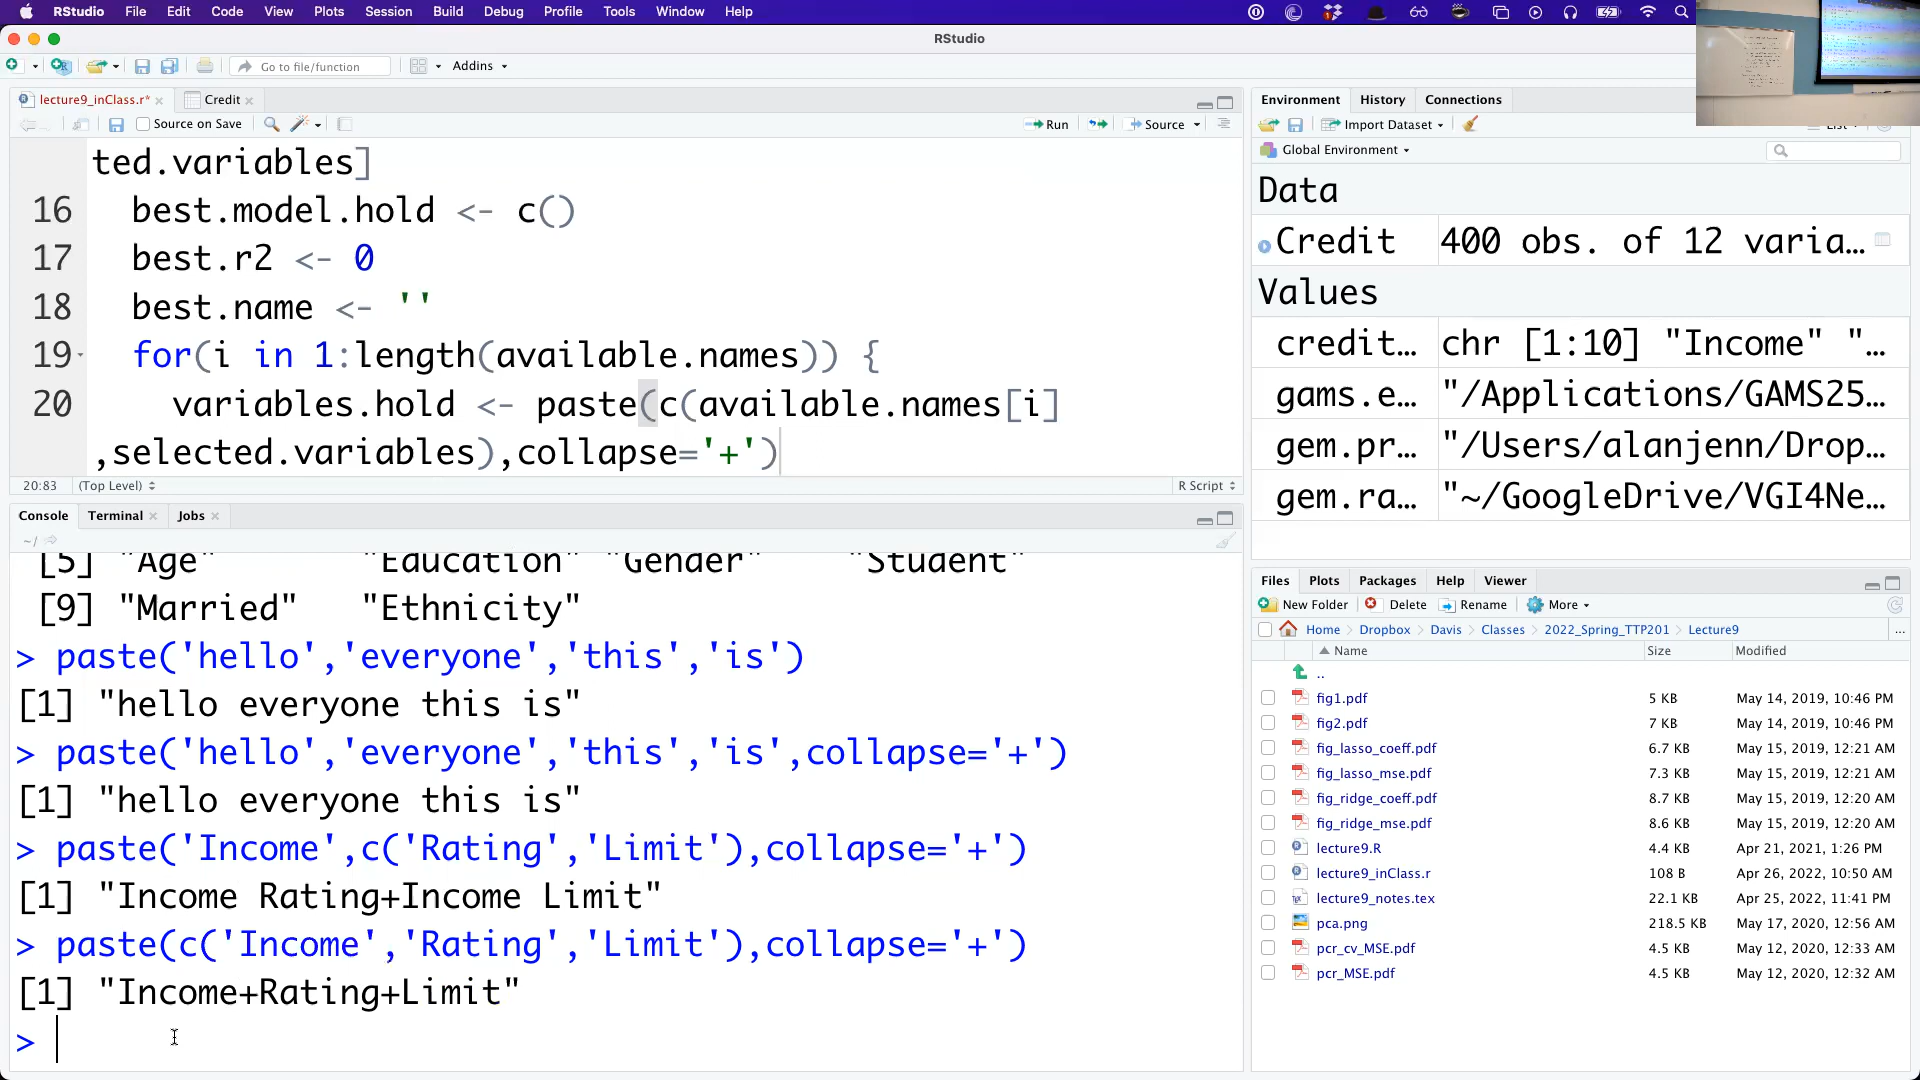 RStudio File Edit Code View Plots Session Build Debug Profile Tools Window Help
RStudio
Go to file/function Addins
lecture9_inClass.r* Credit
Source on Save Run Source
ted.variables]
16 best.model.hold <- c()
17 best.r2 <- 0
18 best.name <- ''
19 for(i in 1:length(available.names)) {
20 variables.hold <- paste(c(available.names[i]
,selected.variables),collapse='+')
20:83 (Top Level) R Script
Console Terminal Jobs
~/
[5] "Age" "Education" "Gender" "Student"
[9] "Married" "Ethnicity"
> paste('hello','everyone','this','is')
[1] "hello everyone this is"
> paste('hello','everyone','this','is',collapse='+')
[1] "hello everyone this is"
> paste('Income',c('Rating','Limit'),collapse='+')
[1] "Income Rating+Income Limit"
> paste(c('Income','Rating','Limit'),collapse='+')
[1] "Income+Rating+Limit"
>
Environment History Connections
Import Dataset
Global Environment
Data
Credit 400 obs. of 12 varia…
Values
credit… chr [1:10] "Income" "…
gams.e… "/Applications/GAMS25…
gem.pr… "/Users/alanjenn/Drop…
gem.ra… "~/GoogleDrive/VGI4Ne…
Files Plots Packages Help Viewer
New Folder Delete Rename More
Home Dropbox Davis Classes 2022_Spring_TTP201 Lecture9 ...
Name Size Modified
..
fig1.pdf 5 KB May 14, 2019, 10:46 PM
fig2.pdf 7 KB May 14, 2019, 10:46 PM
fig_lasso_coeff.pdf 6.7 KB May 15, 2019, 12:21 AM
fig_lasso_mse.pdf 7.3 KB May 15, 2019, 12:21 AM
fig_ridge_coeff.pdf 8.7 KB May 15, 2019, 12:20 AM
fig_ridge_mse.pdf 8.6 KB May 15, 2019, 12:20 AM
lecture9.R 4.4 KB Apr 21, 2021, 1:26 PM
lecture9_inClass.r 108 B Apr 26, 2022, 10:50 AM
lecture9_notes.tex 22.1 KB Apr 25, 2022, 11:41 PM
pca.png 218.5 KB May 17, 2020, 12:56 AM
pcr_cv_MSE.pdf 4.5 KB May 12, 2020, 12:33 AM
pcr_MSE.pdf 4.5 KB May 12, 2020, 12:32 AM